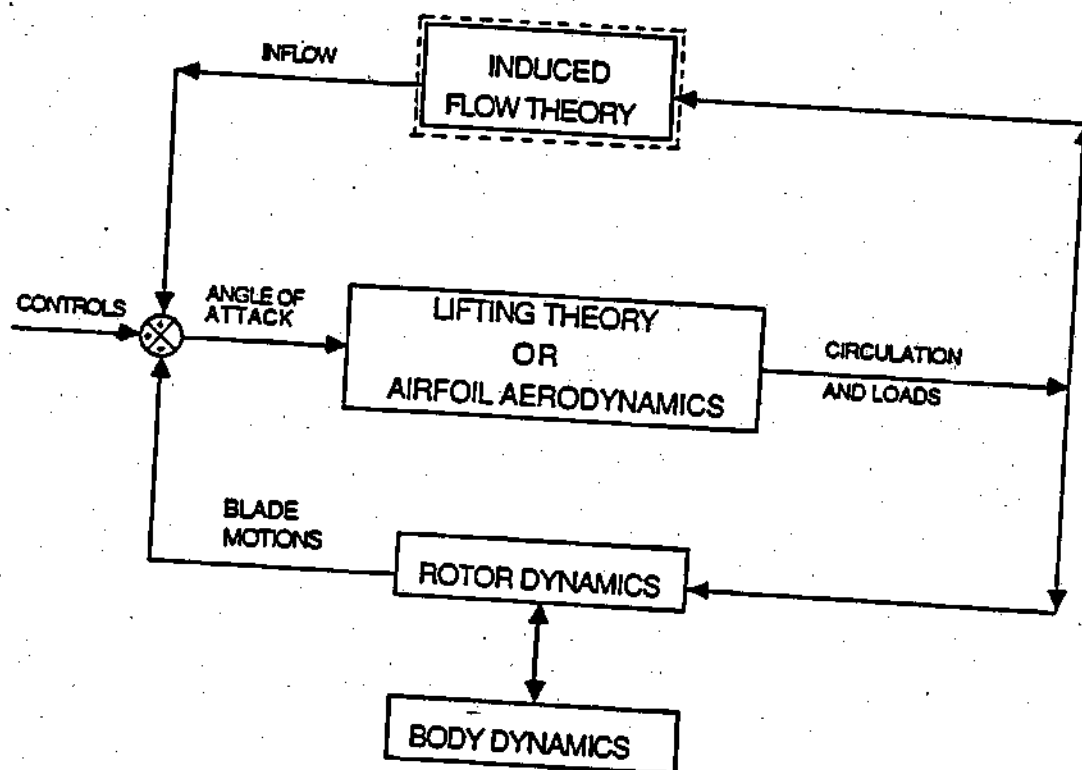 INFLOW
INDUCED
FLOW THEORY
CONTROLS
ANGLE OF
ATTACK
LIFTING THEORY
OR
AIRFOIL AERODYNAMICS
CIRCULATION
AND LOADS
BLADE
MOTIONS
ROTOR DYNAMICS
BODY DYNAMICS